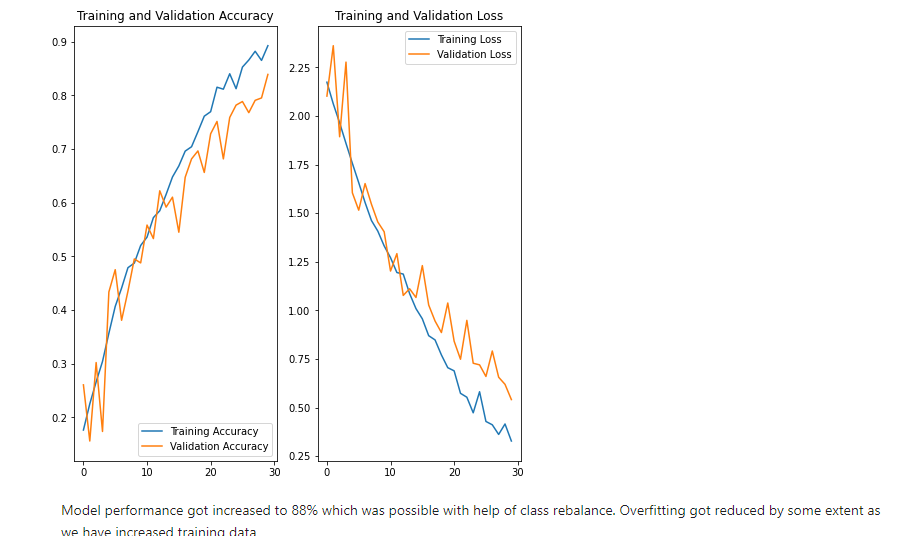 Training and Validation Accuracy
0.9
0.8
0.7
0.6
0.5
0.4
0.3
0.2
Training Accuracy
Validation Accuracy
0 10 20 30
Training and Validation Loss
Training Loss
Validation Loss
2.25
2.00
1.75
1.50
1.25
1.00
0.75
0.50
0.25
0 10 20 30
Model performance got increased to 88% which was possible with help of class rebalance. Overfitting got reduced by some extent as
we have increased training data